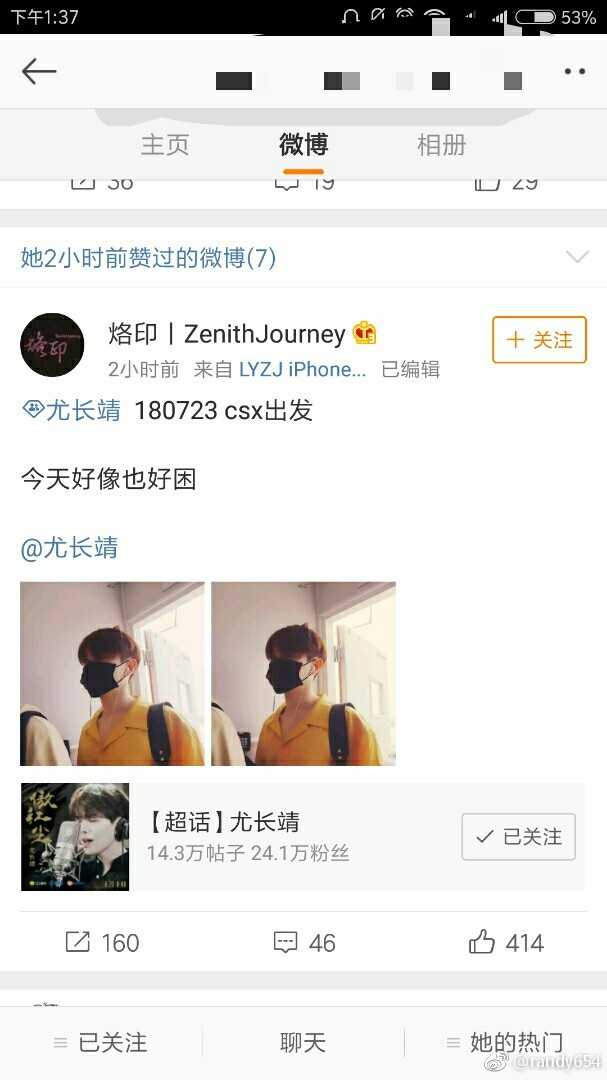 下午1:37
53%
主页 微博 相册
36 19 29
她2小时前赞过的微博(7)
烙印丨ZenithJourney
+ 关注
2小时前 来自 LYZJ iPhone... 已编辑
尤长靖 180723 csx出发
今天好像也好困
@尤长靖
【超话】尤长靖
14.3万帖子 24.1万粉丝
已关注
160 46 414
已关注 聊天 她的热门
@randy654